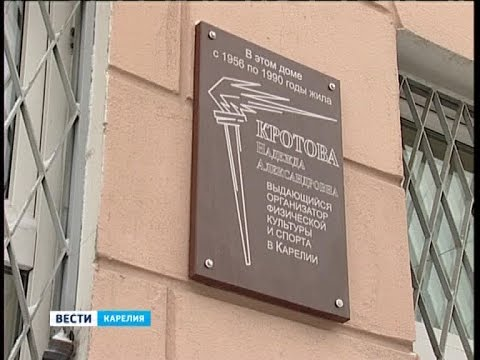 В этом доме
с 1956 по 1990 годы жила
КРОТОВА
НАДЕЖДА
АЛЕКСАНДРОВНА
ВЫДАЮЩИЙСЯ
ОРГАНИЗАТОР
ФИЗИЧЕСКОЙ
КУЛЬТУРЫ
И СПОРТА
В КАРЕЛИИ
ВЕСТИ КАРЕЛИЯ